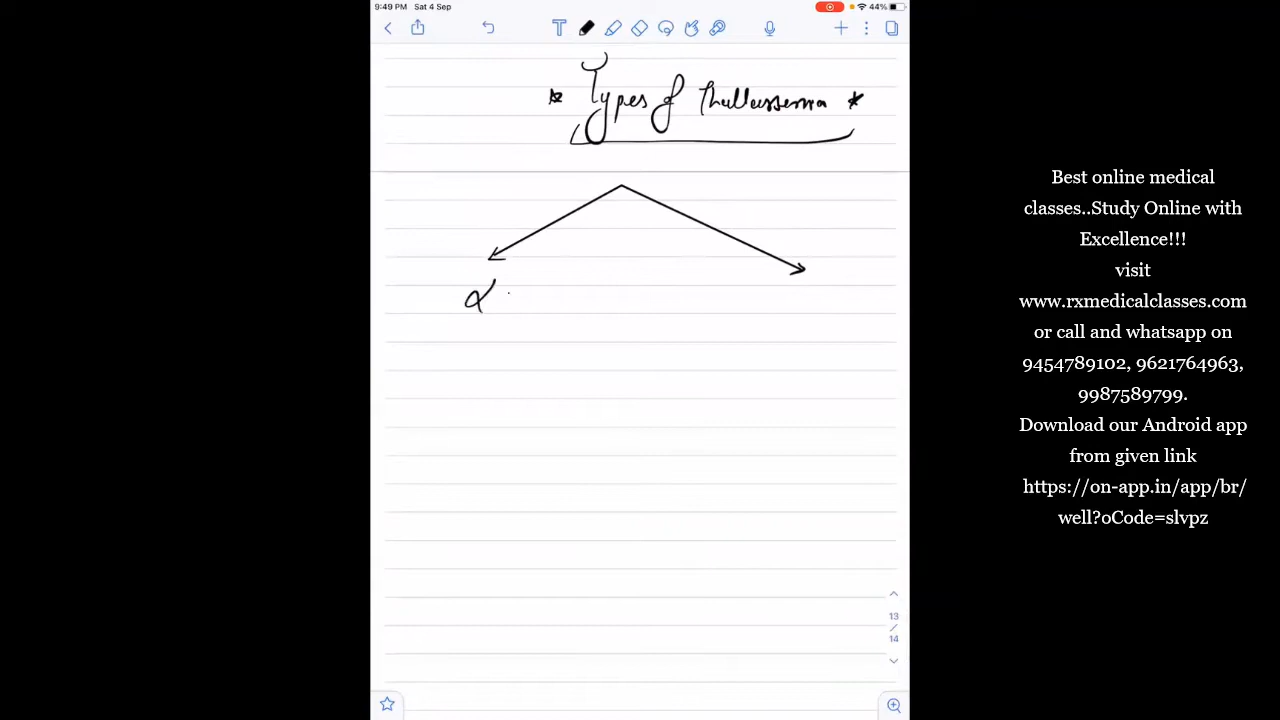 9:49 PM Sat 4 Sep 44%
T
* Types of Thallassemia *
α
13
/
14
Best online medical
classes..Study Online with
Excellence!!!
visit
www.rxmedicalclasses.com
or call and whatsapp on
9454789102, 9621764963,
9987589799.
Download our Android app
from given link
https://on-app.in/app/br/
well?oCode=slvpz